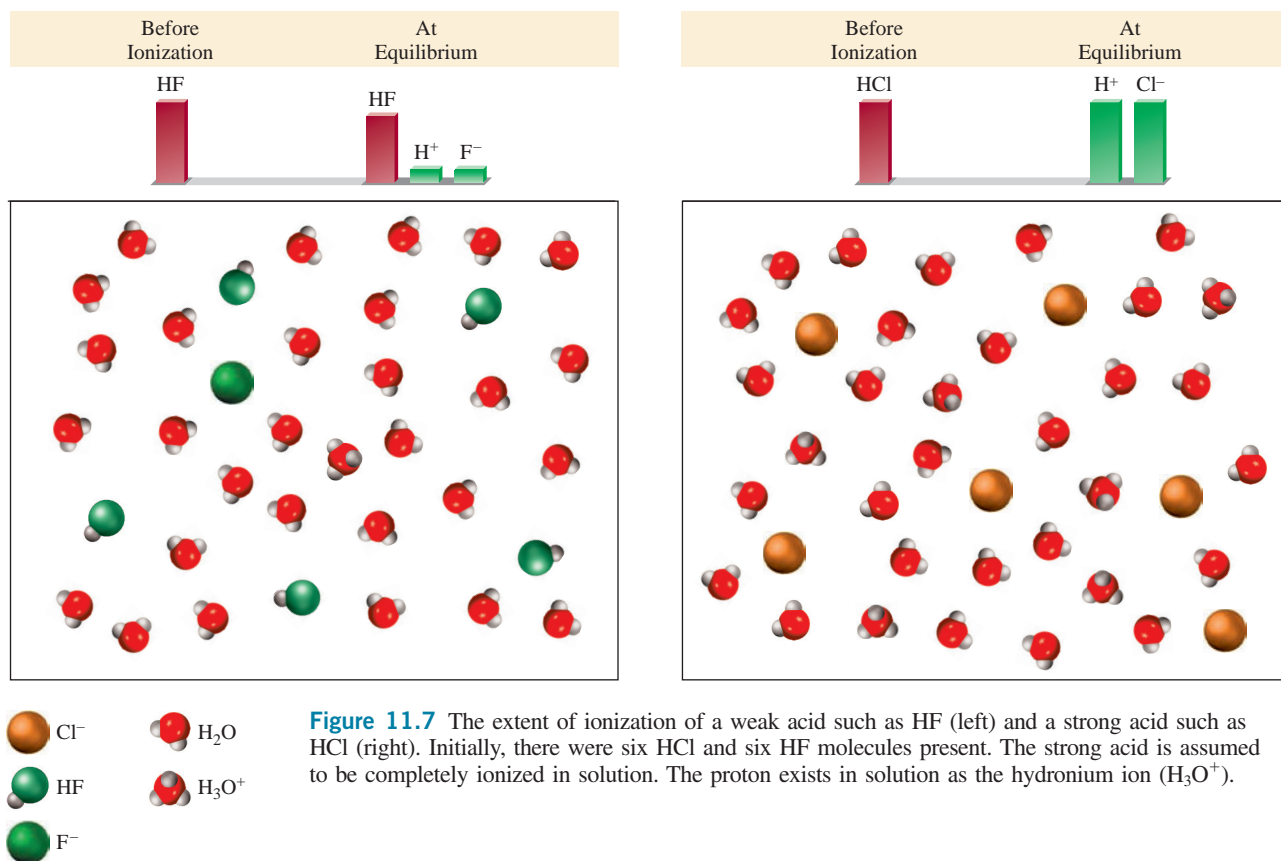 Before
Ionization
At
Equilibrium
HF
HF
H⁺
F⁻
Before
Ionization
At
Equilibrium
HCl
H⁺
Cl⁻
Cl⁻
H₂O
HF
H₃O⁺
F⁻
Figure 11.7 The extent of ionization of a weak acid such as HF (left) and a strong acid such as
HCl (right). Initially, there were six HCl and six HF molecules present. The strong acid is assumed
to be completely ionized in solution. The proton exists in solution as the hydronium ion (H₃O⁺).